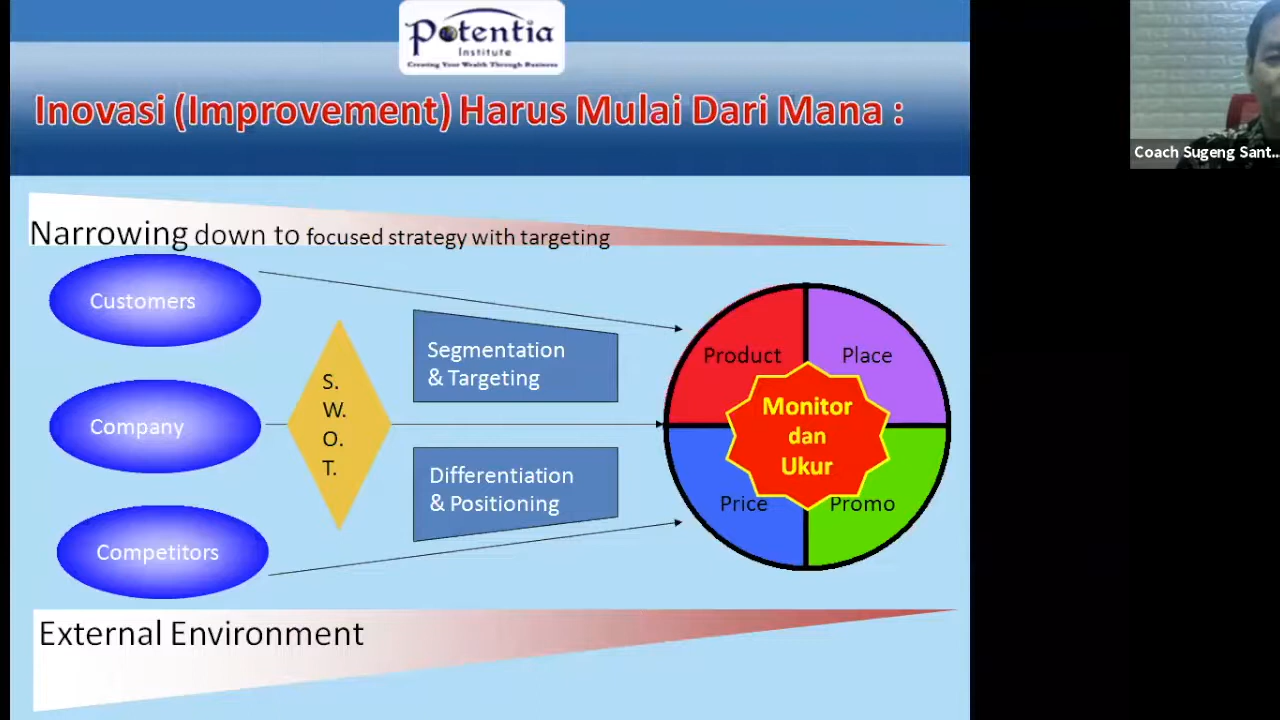 Potentia
Institute
Creating Your Wealth Through Business
Inovasi (Improvement) Harus Mulai Dari Mana :
Coach Sugeng Sant...
Narrowing down to focused strategy with targeting
Customers
Company
Competitors
S.
W.
O.
T.
Segmentation
& Targeting
Differentiation
& Positioning
Product
Place
Monitor
dan
Ukur
Price
Promo
External Environment